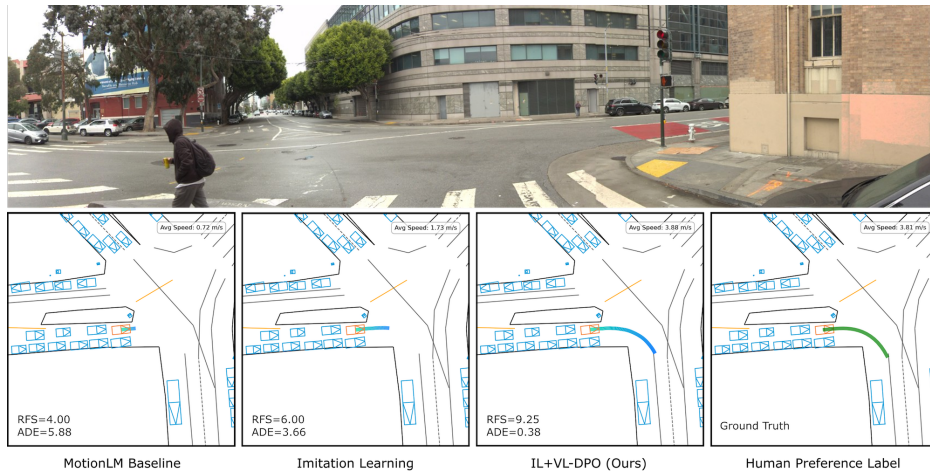 Avg Speed: 0.72 m/s
RFS=4.00
ADE=5.88
MotionLM Baseline
Avg Speed: 1.73 m/s
RFS=6.00
ADE=3.66
Imitation Learning
Avg Speed: 3.88 m/s
RFS=9.25
ADE=0.38
IL+VL-DPO (Ours)
Avg Speed: 3.81 m/s
Ground Truth
Human Preference Label